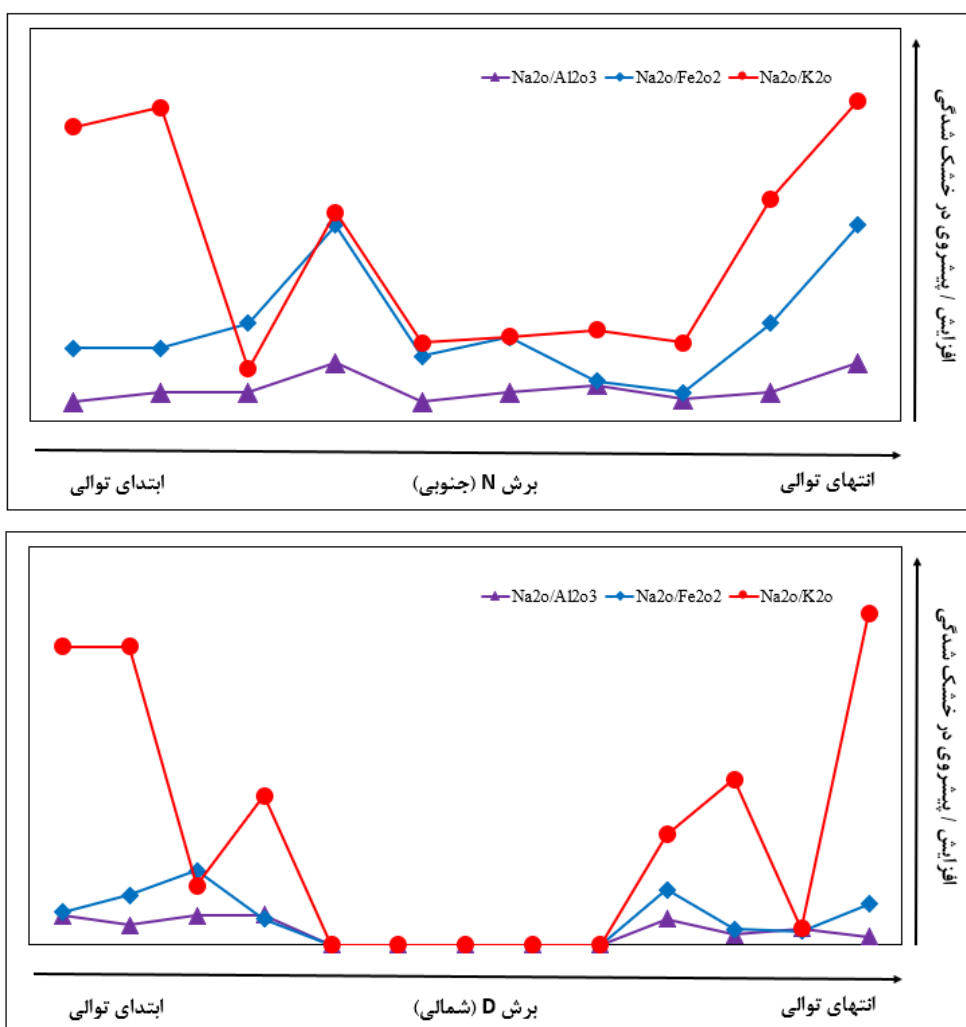 Na2o/Al2o3 Na2o/Fe2o2 Na2o/K2o
افزایش / پیشروی در خشک شدگی
ابتدای توالی برش N (جنوبی) انتهای توالی
Na2o/Al2o3 Na2o/Fe2o2 Na2o/K2o
افزایش / پیشروی در خشک شدگی
ابتدای توالی برش D (شمالی) انتهای توالی